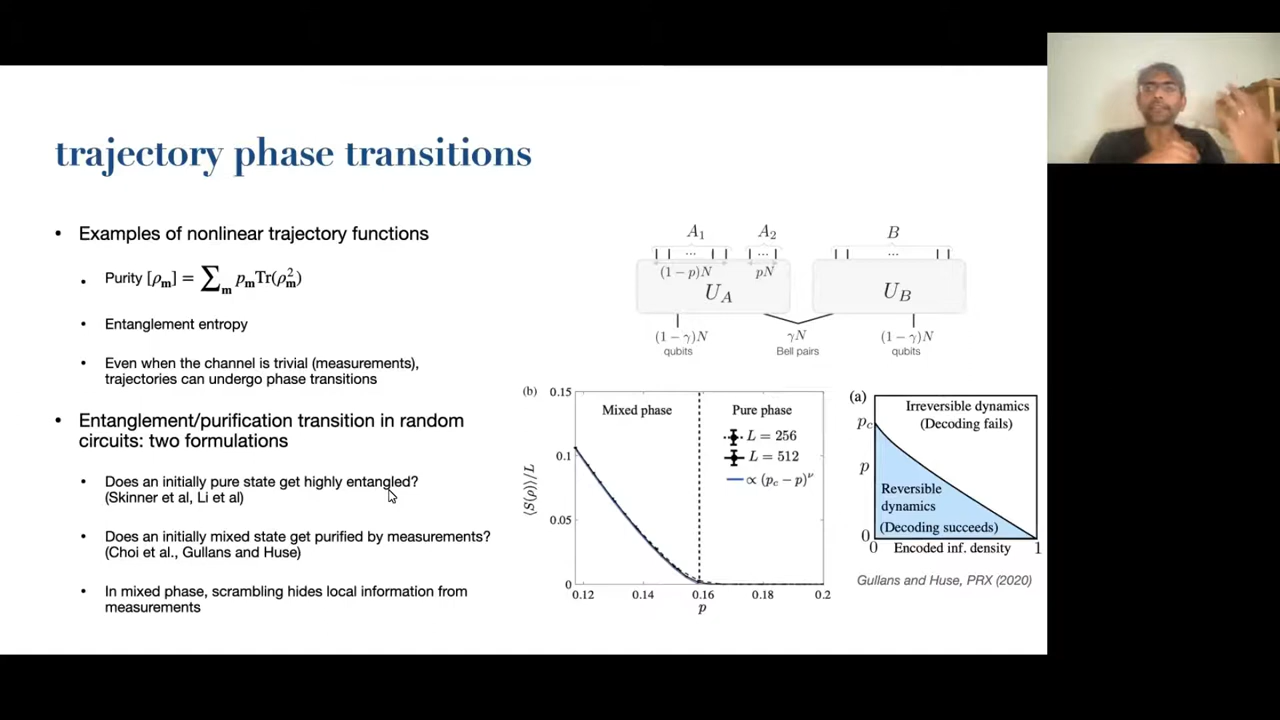 trajectory phase transitions
• Examples of nonlinear trajectory functions
• Purity [ρ𝐦] = ∑𝐦 p𝐦Tr(ρ𝐦²)
• Entanglement entropy
• Even when the channel is trivial (measurements),
trajectories can undergo phase transitions
• Entanglement/purification transition in random
circuits: two formulations
• Does an initially pure state get highly entangled?
(Skinner et al, Li et al)
• Does an initially mixed state get purified by measurements?
(Choi et al., Gullans and Huse)
• In mixed phase, scrambling hides local information from
measurements
A₁ A₂ B
... ... ...
(1 − p)N pN
U_A U_B
(1 − γ)N γN (1 − γ)N
qubits Bell pairs qubits
(b)
0.15
0.1
0.05
0
⟨S(ρ)⟩/L
Mixed phase Pure phase
L = 256
L = 512
∝ (p_c − p)^ν
0.12 0.14 0.16 0.18 0.2
p
(a)
p_c
p
0
Irreversible dynamics
(Decoding fails)
Reversible
dynamics
(Decoding succeeds)
0 Encoded inf. density 1
Gullans and Huse, PRX (2020)